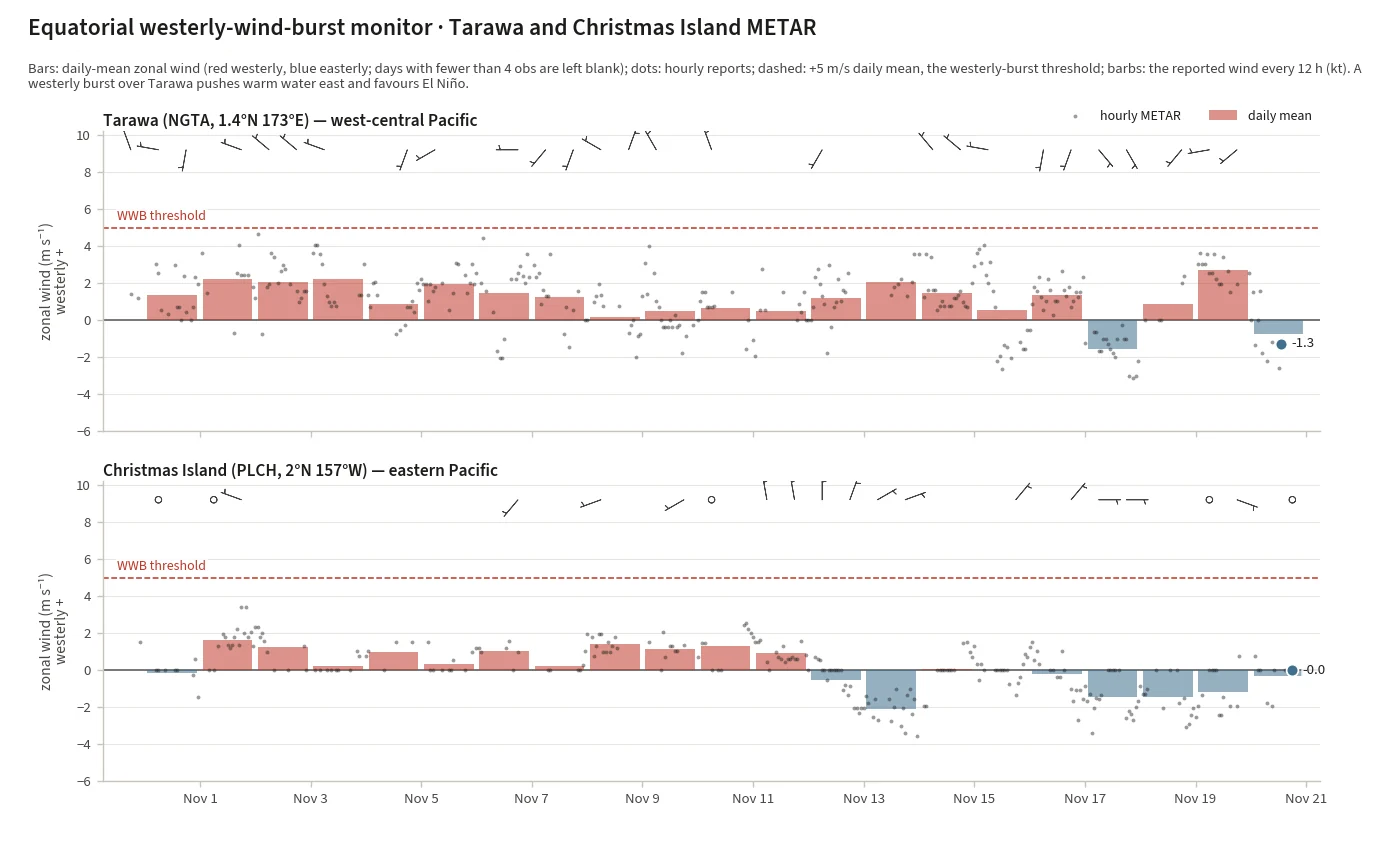 Equatorial westerly-wind-burst monitor · Tarawa and Christmas Island METAR
Bars: daily-mean zonal wind (red westerly, blue easterly; days with fewer than 4 obs are left blank); dots: hourly reports; dashed: +5 m/s daily mean, the westerly-burst threshold; barbs: the reported wind every 12 h (kt). A
westerly burst over Tarawa pushes warm water east and favours El Niño.
Tarawa (NGTA, 1.4°N 173°E) — west-central Pacific
hourly METAR
daily mean
10
8
6
4
2
0
−2
−4
−6
zonal wind (m s⁻¹)
westerly +
WWB threshold
-1.3
Christmas Island (PLCH, 2°N 157°W) — eastern Pacific
10
8
6
4
2
0
−2
−4
−6
zonal wind (m s⁻¹)
westerly +
WWB threshold
-0.0
Nov 1
Nov 3
Nov 5
Nov 7
Nov 9
Nov 11
Nov 13
Nov 15
Nov 17
Nov 19
Nov 21